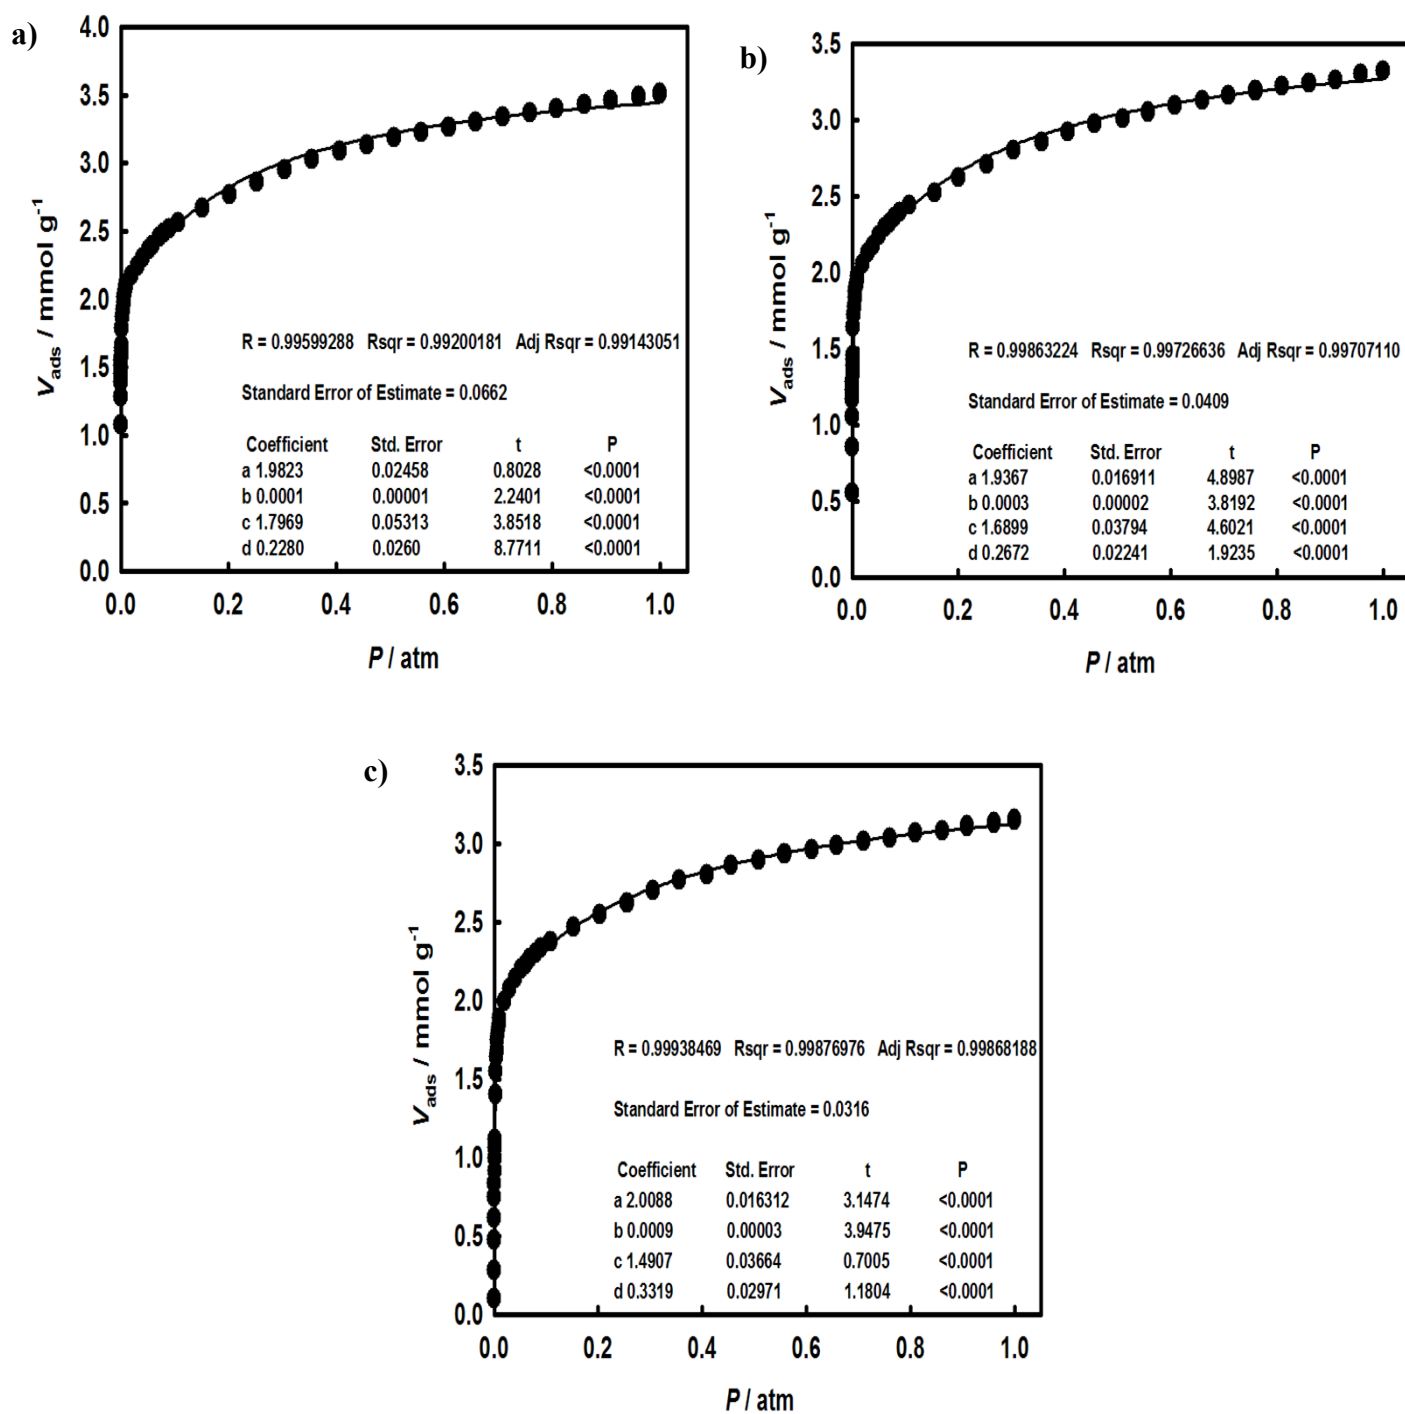 a)
4.0
3.5
3.0
2.5
2.0
1.5
1.0
0.5
0.0
V_ads / mmol g⁻¹
R = 0.99599288 Rsqr = 0.99200181 Adj Rsqr = 0.99143051
Standard Error of Estimate = 0.0662
Coefficient Std. Error t P
a 1.9823 0.02458 0.8028 <0.0001
b 0.0001 0.00001 2.2401 <0.0001
c 1.7969 0.05313 3.8518 <0.0001
d 0.2280 0.0260 8.7711 <0.0001
0.0 0.2 0.4 0.6 0.8 1.0
P / atm
b)
3.5
3.0
2.5
2.0
1.5
1.0
0.5
0.0
V_ads / mmol g⁻¹
R = 0.99863224 Rsqr = 0.99726636 Adj Rsqr = 0.99707110
Standard Error of Estimate = 0.0409
Coefficient Std. Error t P
a 1.9367 0.016911 4.8987 <0.0001
b 0.0003 0.00002 3.8192 <0.0001
c 1.6899 0.03794 4.6021 <0.0001
d 0.2672 0.02241 1.9235 <0.0001
0.0 0.2 0.4 0.6 0.8 1.0
P / atm
c)
3.5
3.0
2.5
2.0
1.5
1.0
0.5
0.0
V_ads / mmol g⁻¹
R = 0.99938469 Rsqr = 0.99876976 Adj Rsqr = 0.99868188
Standard Error of Estimate = 0.0316
Coefficient Std. Error t P
a 2.0088 0.016312 3.1474 <0.0001
b 0.0009 0.00003 3.9475 <0.0001
c 1.4907 0.03664 0.7005 <0.0001
d 0.3319 0.02971 1.1804 <0.0001
0.0 0.2 0.4 0.6 0.8 1.0
P / atm